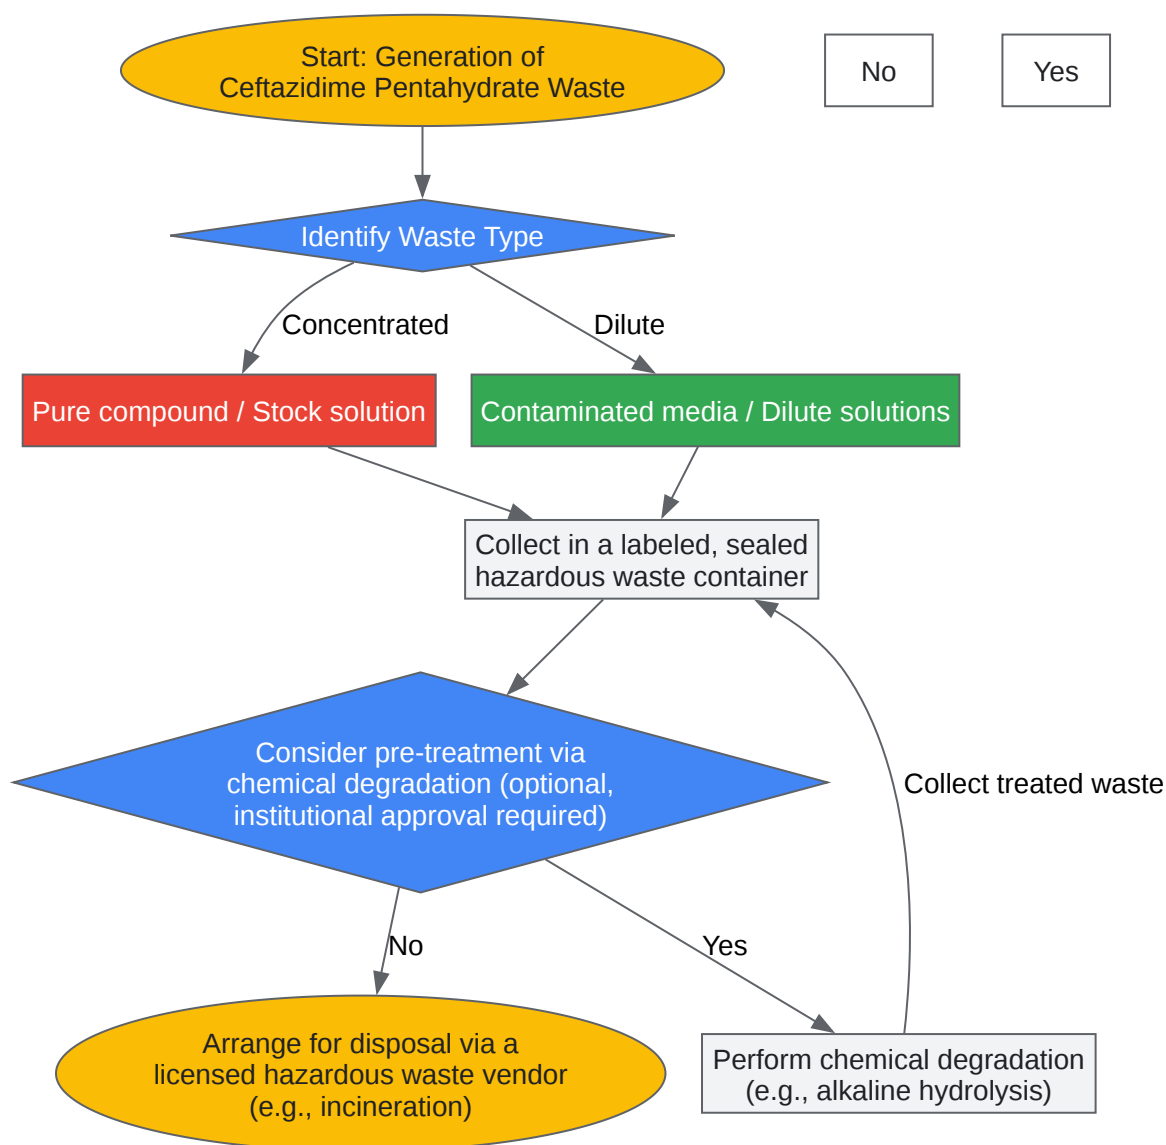 Start: Generation of
Ceftazidime Pentahydrate Waste
No
Yes
Identify Waste Type
Concentrated
Dilute
Pure compound / Stock solution
Contaminated media / Dilute solutions
Collect in a labeled, sealed
hazardous waste container
Consider pre-treatment via
chemical degradation (optional,
institutional approval required)
Collect treated waste
No
Yes
Arrange for disposal via a
licensed hazardous waste vendor
(e.g., incineration)
Perform chemical degradation
(e.g., alkaline hydrolysis)